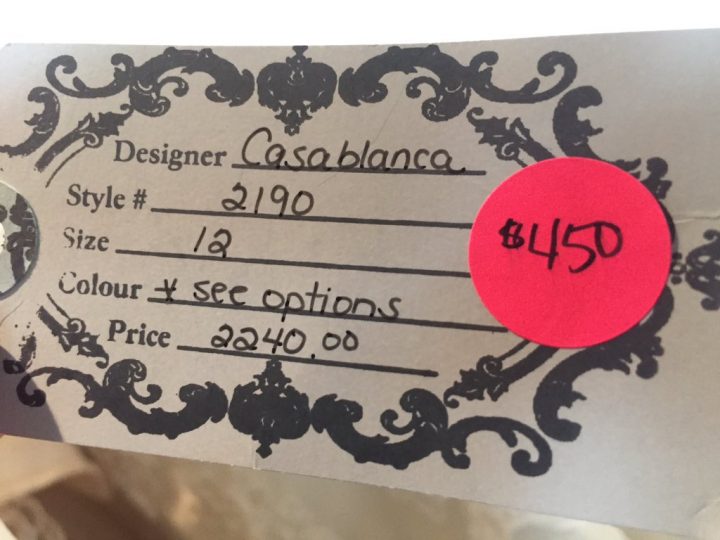 Designer Casablanca
Style # 2190
Size 12
Colour * see options
Price 2240.00
$450